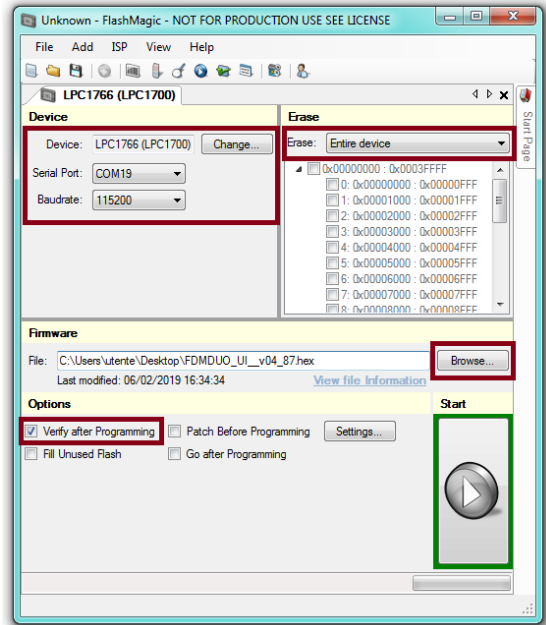 Unknown - FlashMagic - NOT FOR PRODUCTION USE SEE LICENSE
File Add ISP View Help
LPC1766 (LPC1700)
Start Page
Device
Device: LPC1766 (LPC1700) Change...
Serial Port: COM19
Baudrate: 115200
Erase
Erase: Entire device
0x00000000 : 0x0003FFFF
0: 0x00000000 : 0x00000FFF
1: 0x00001000 : 0x00001FFF
2: 0x00002000 : 0x00002FFF
3: 0x00003000 : 0x00003FFF
4: 0x00004000 : 0x00004FFF
5: 0x00005000 : 0x00005FFF
6: 0x00006000 : 0x00006FFF
7: 0x00007000 : 0x00007FFF
8: 0x00008000 : 0x00008FFF
Firmware
File: C:\Users\utente\Desktop\FDMDUO_UI__v04_87.hex Browse...
Last modified: 06/02/2019 16:34:34 View file Information
Options
Verify after Programming Patch Before Programming Settings...
Fill Unused Flash Go after Programming
Start